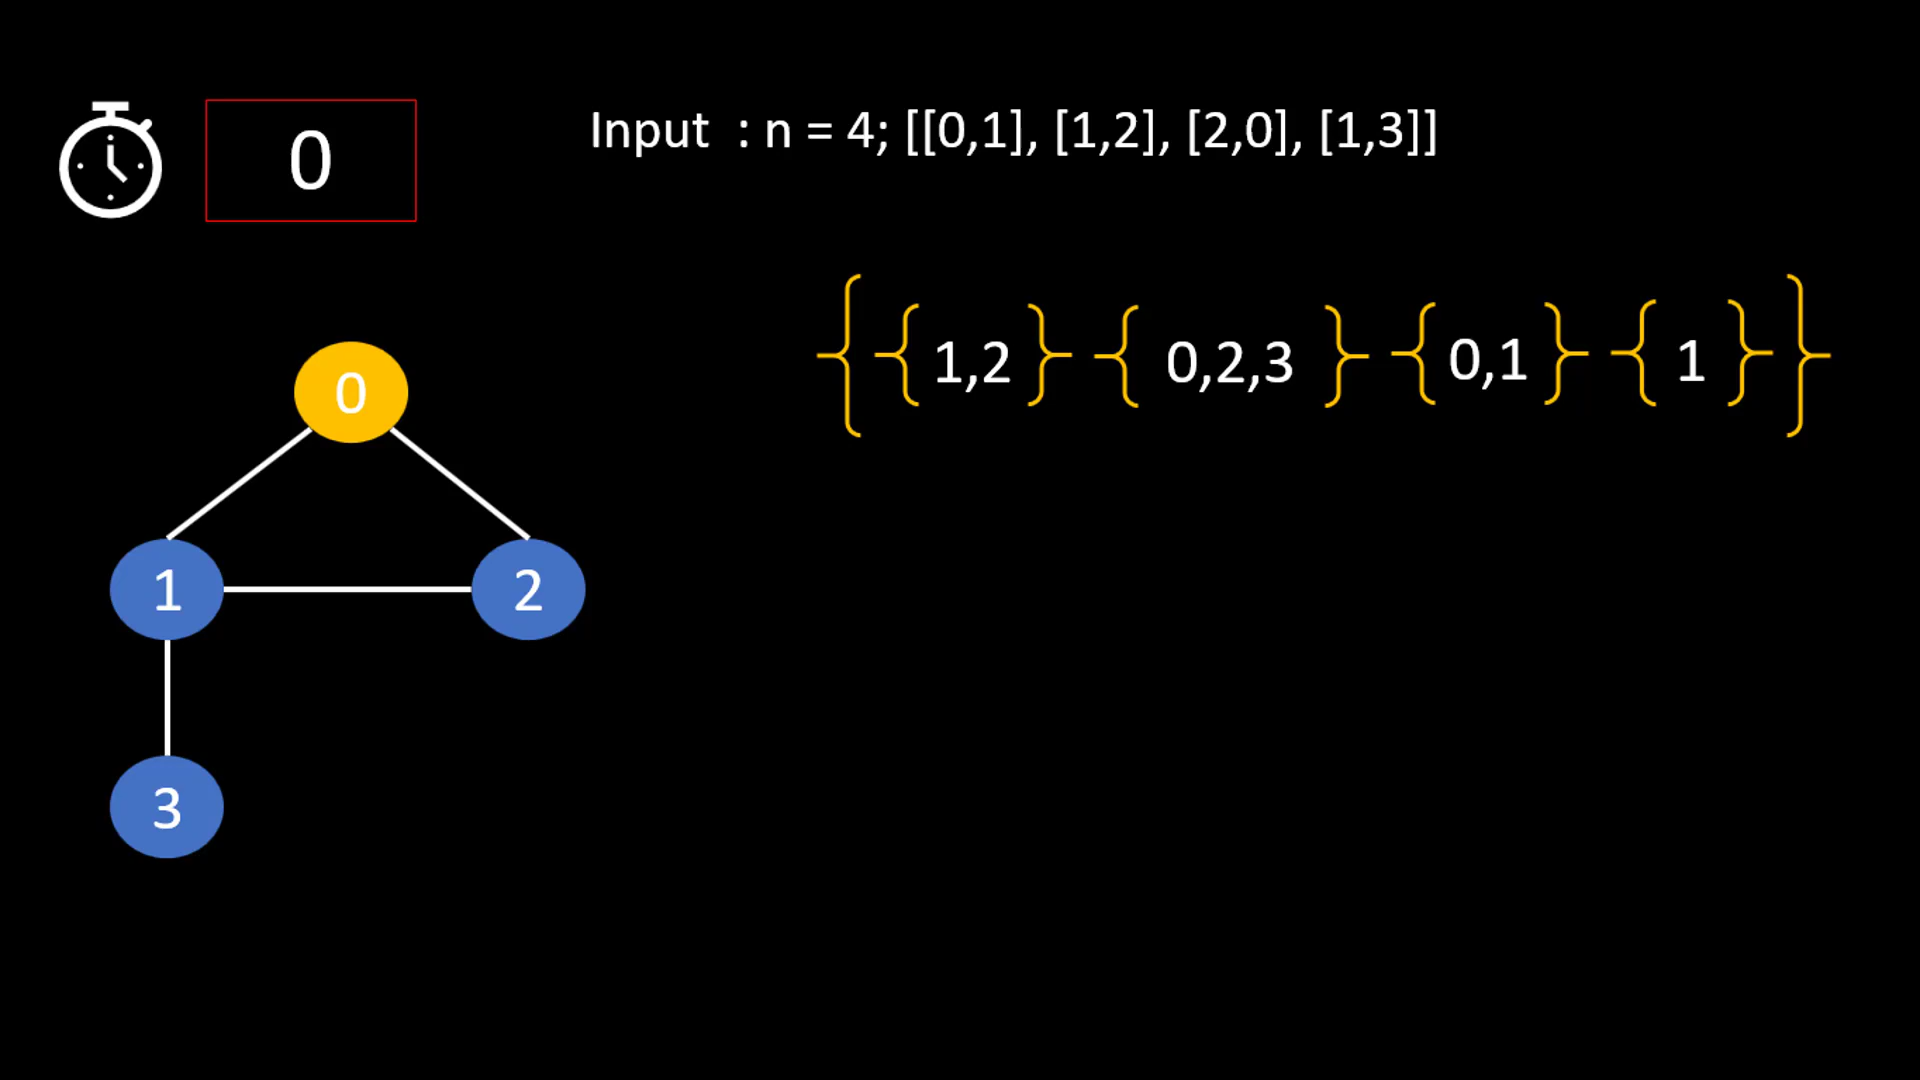 0
Input : n = 4; [[0,1], [1,2], [2,0], [1,3]]
{ { 1,2 } { 0,2,3 } { 0,1 } { 1 } }
0
1 2
3